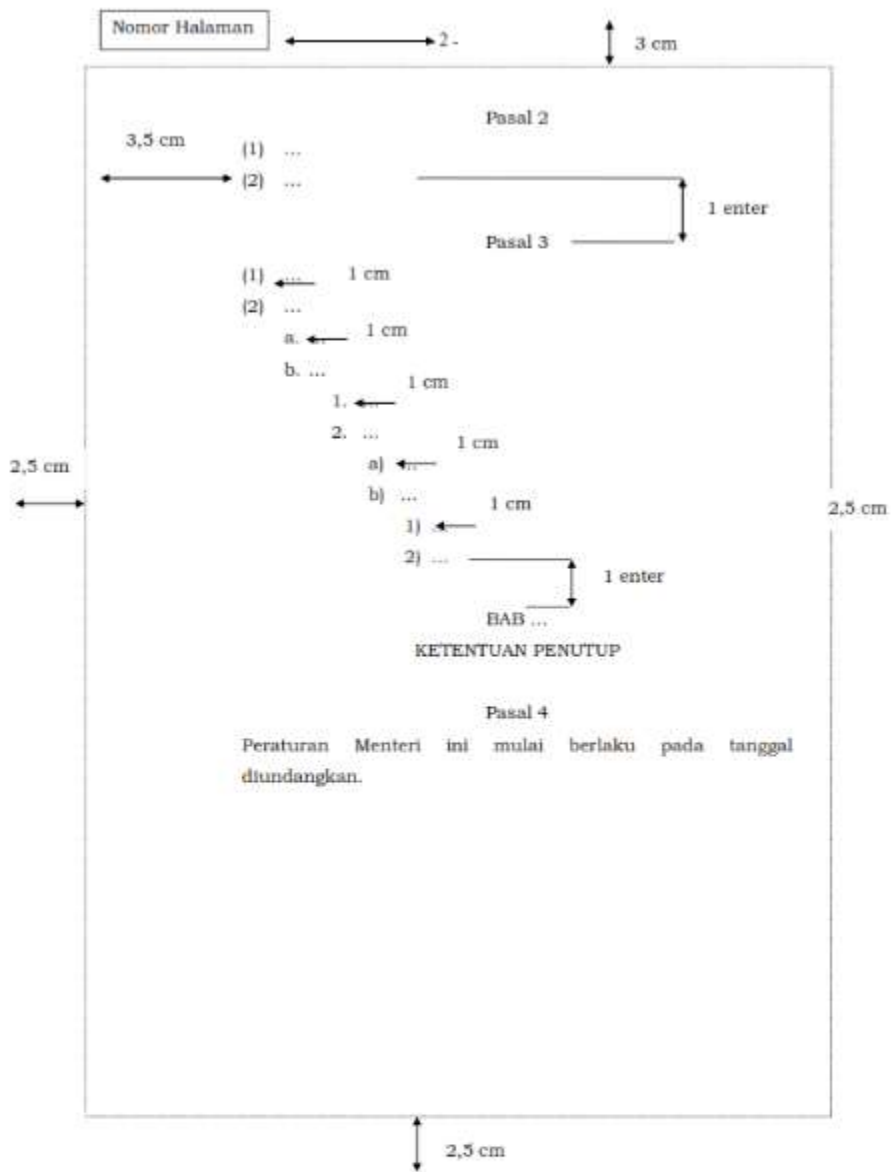 Nomor Halaman
2 -
3 cm
Pasal 2
3,5 cm
(1) ...
(2) ...
1 enter
Pasal 3
(1) ... 1 cm
(2) ...
a. ... 1 cm
b. ...
1. ... 1 cm
2. ...
a) ... 1 cm
b) ...
2,5 cm
1) ... 1 cm
2,5 cm
2) ...
1 enter
BAB ...
KETENTUAN PENUTUP
Pasal 4
Peraturan Menteri ini mulai berlaku pada tanggal
diundangkan.
2,5 cm